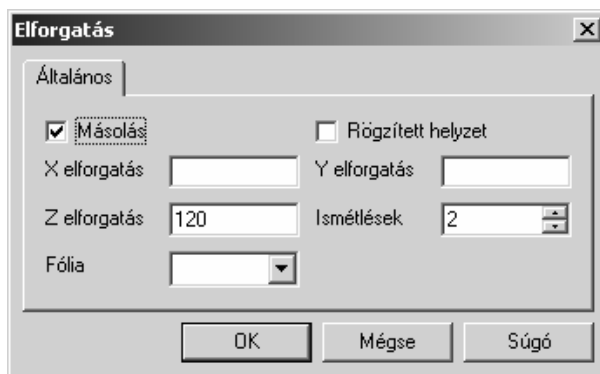 Elforgatás
Általános
Másolás Rögzített helyzet
X elforgatás Y elforgatás
Z elforgatás 120 Ismétlések 2
Fólia
OK Mégse Súgó